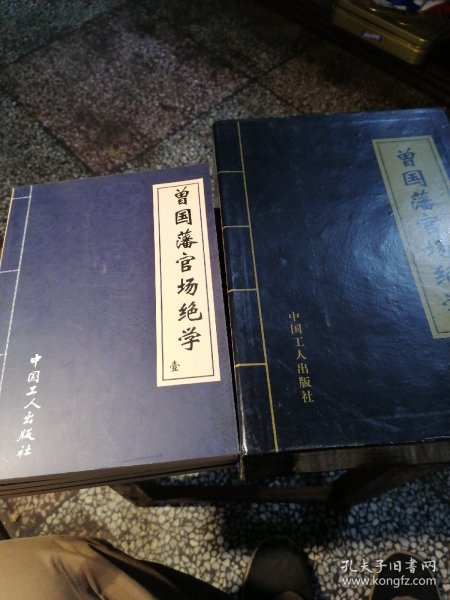 曾国藩官场绝学
壹
中国工人出版社
曾国藩官场绝学
中国工人出版社
孔夫子旧书网
www.kongfz.com